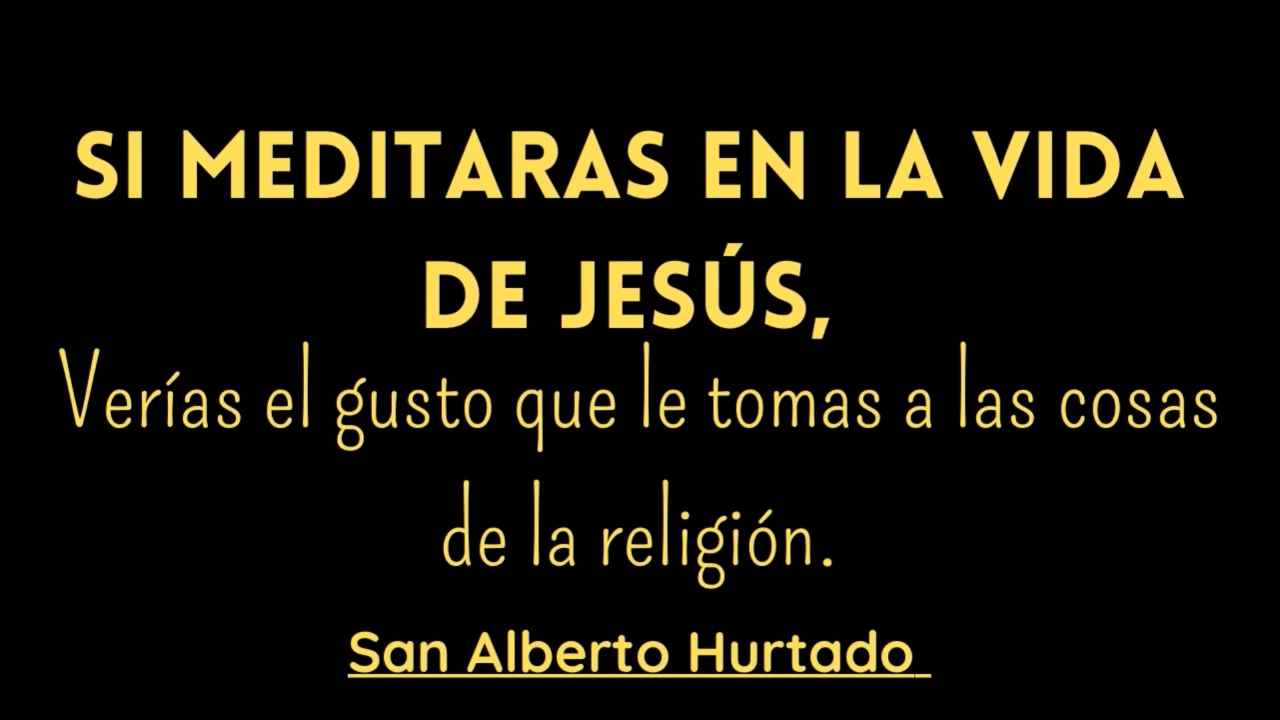 SI MEDITARAS EN LA VIDA
DE JESÚS,
Verías el gusto que le tomas a las cosas
de la religión.
San Alberto Hurtado